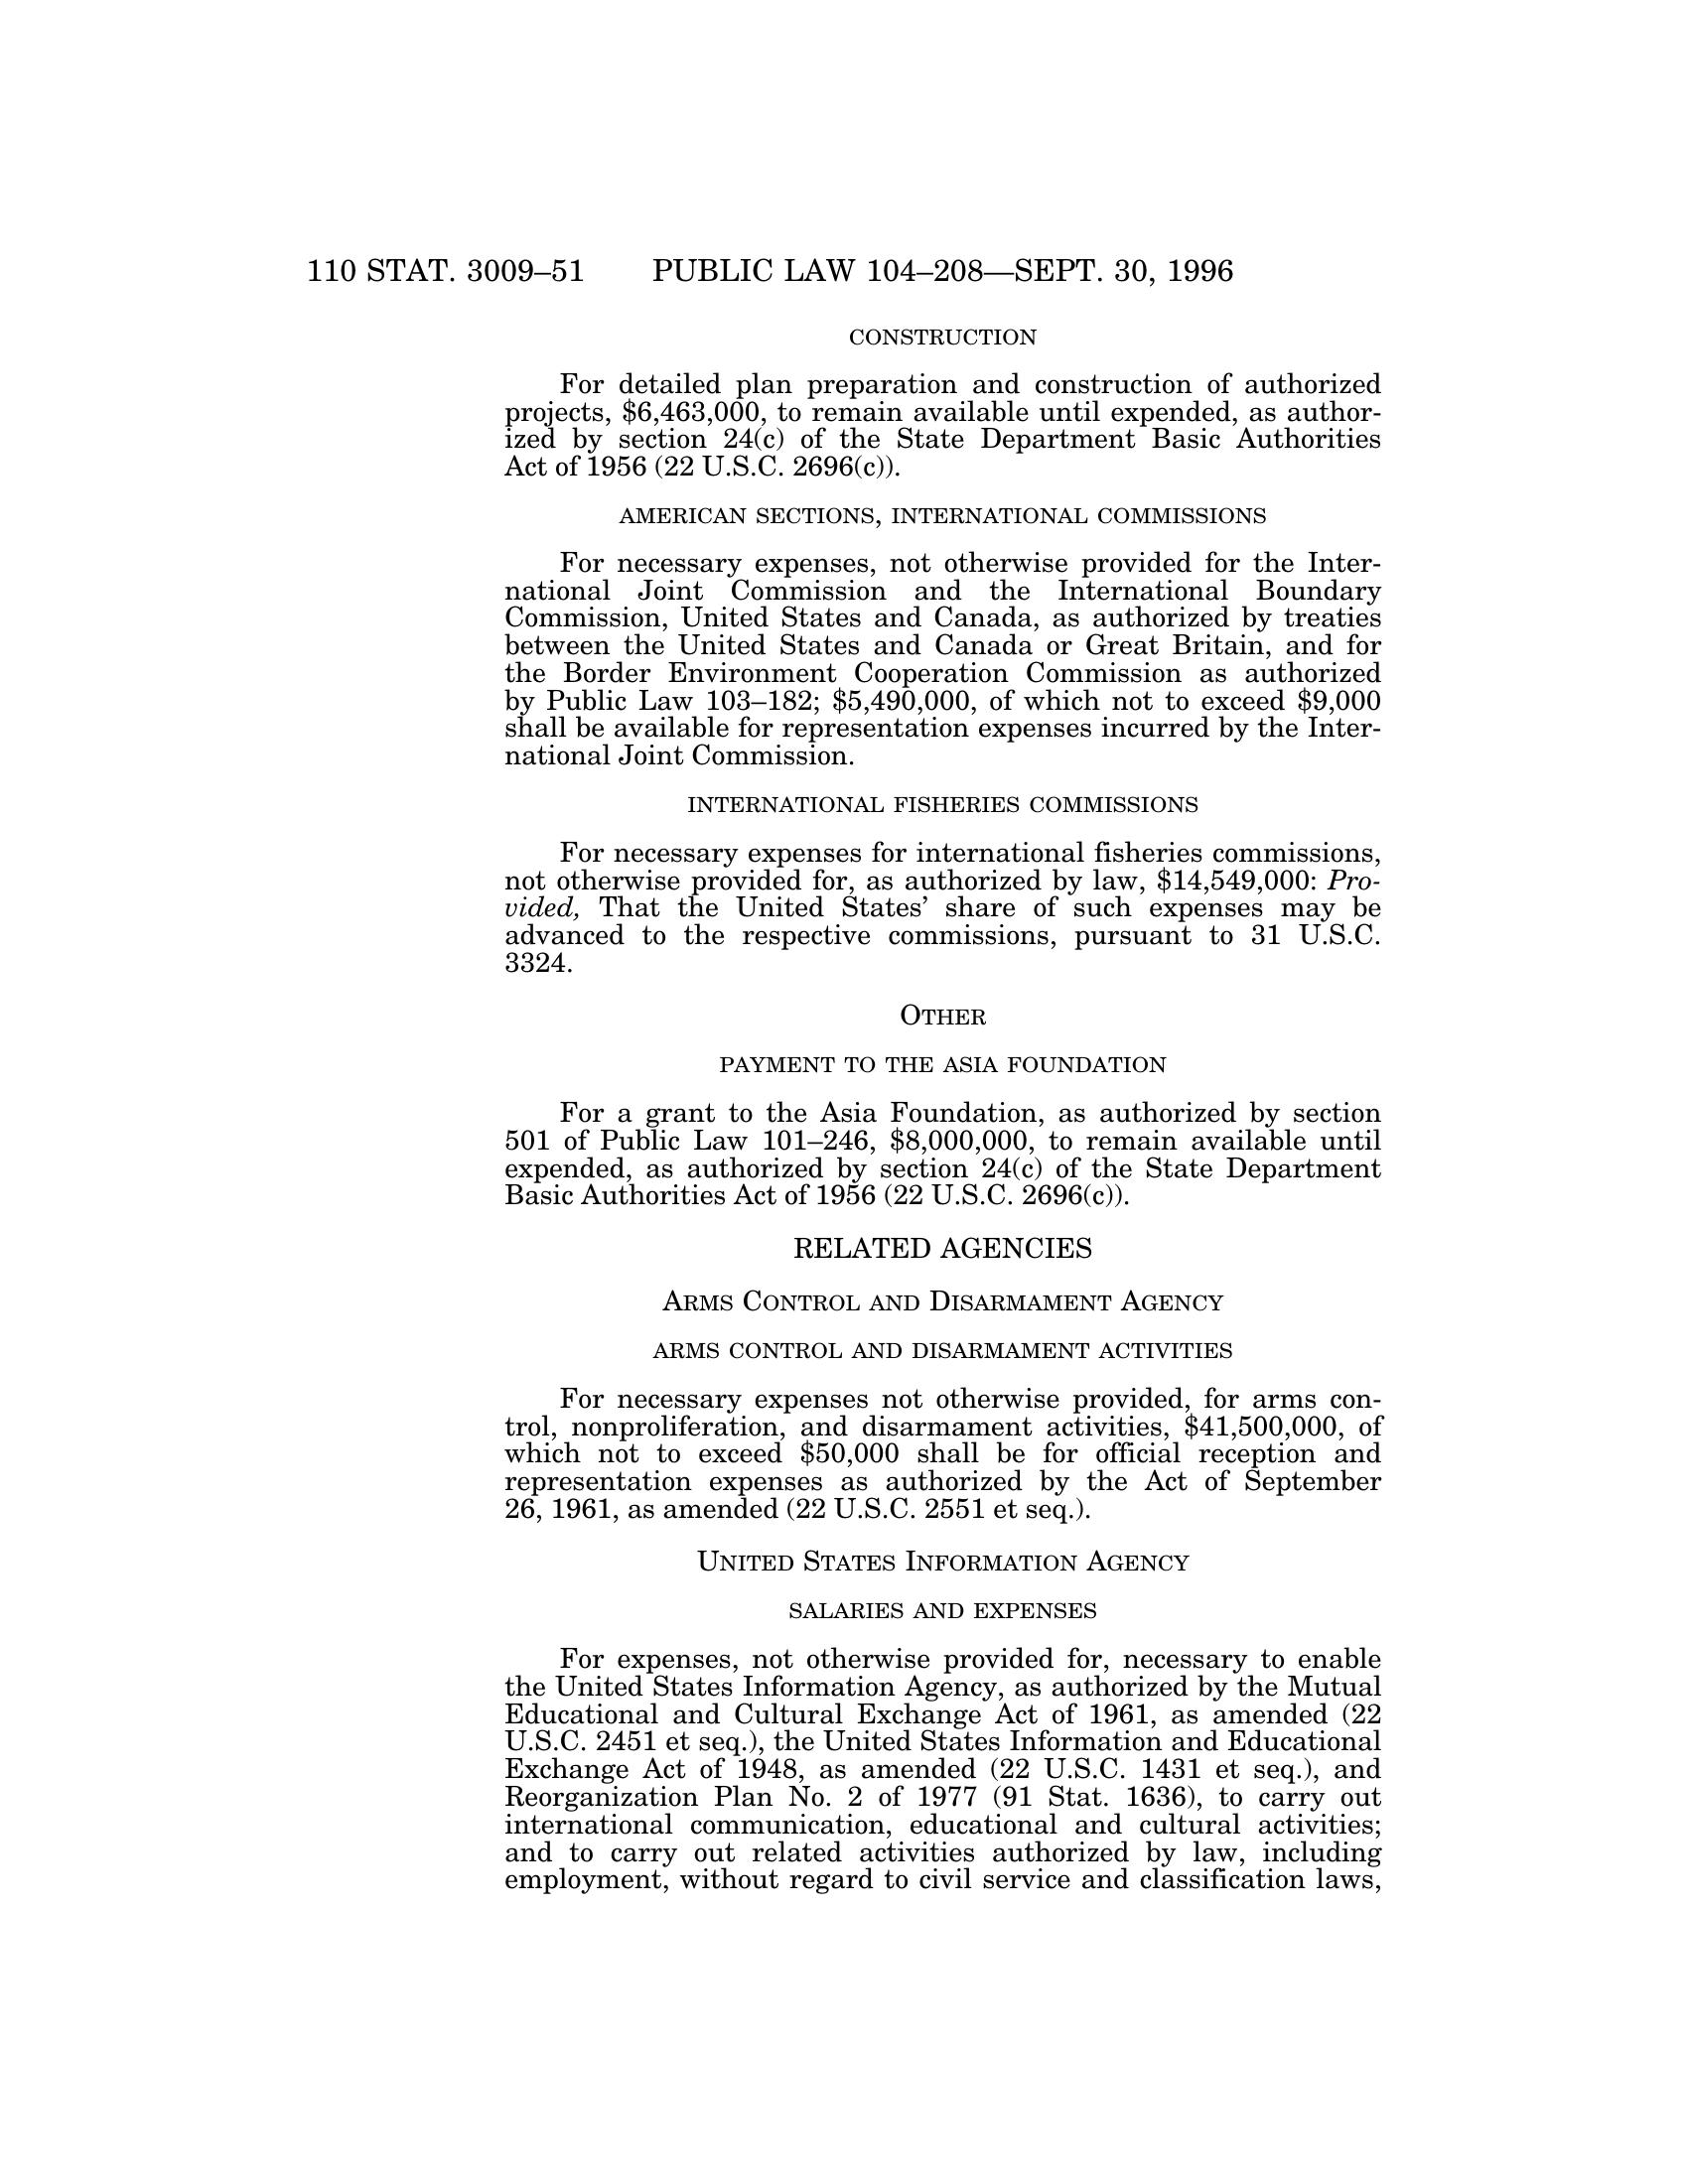 110 STAT. 3009–51 PUBLIC LAW 104–208—SEPT. 30, 1996
CONSTRUCTION
For detailed plan preparation and construction of authorized
projects, $6,463,000, to remain available until expended, as author-
ized by section 24(c) of the State Department Basic Authorities
Act of 1956 (22 U.S.C. 2696(c)).
AMERICAN SECTIONS, INTERNATIONAL COMMISSIONS
For necessary expenses, not otherwise provided for the Inter-
national Joint Commission and the International Boundary
Commission, United States and Canada, as authorized by treaties
between the United States and Canada or Great Britain, and for
the Border Environment Cooperation Commission as authorized
by Public Law 103–182; $5,490,000, of which not to exceed $9,000
shall be available for representation expenses incurred by the Inter-
national Joint Commission.
INTERNATIONAL FISHERIES COMMISSIONS
For necessary expenses for international fisheries commissions,
not otherwise provided for, as authorized by law, $14,549,000: Pro-
vided, That the United States’ share of such expenses may be
advanced to the respective commissions, pursuant to 31 U.S.C.
3324.
OTHER
PAYMENT TO THE ASIA FOUNDATION
For a grant to the Asia Foundation, as authorized by section
501 of Public Law 101–246, $8,000,000, to remain available until
expended, as authorized by section 24(c) of the State Department
Basic Authorities Act of 1956 (22 U.S.C. 2696(c)).
RELATED AGENCIES
ARMS CONTROL AND DISARMAMENT AGENCY
ARMS CONTROL AND DISARMAMENT ACTIVITIES
For necessary expenses not otherwise provided, for arms con-
trol, nonproliferation, and disarmament activities, $41,500,000, of
which not to exceed $50,000 shall be for official reception and
representation expenses as authorized by the Act of September
26, 1961, as amended (22 U.S.C. 2551 et seq.).
UNITED STATES INFORMATION AGENCY
SALARIES AND EXPENSES
For expenses, not otherwise provided for, necessary to enable
the United States Information Agency, as authorized by the Mutual
Educational and Cultural Exchange Act of 1961, as amended (22
U.S.C. 2451 et seq.), the United States Information and Educational
Exchange Act of 1948, as amended (22 U.S.C. 1431 et seq.), and
Reorganization Plan No. 2 of 1977 (91 Stat. 1636), to carry out
international communication, educational and cultural activities;
and to carry out related activities authorized by law, including
employment, without regard to civil service and classification laws,